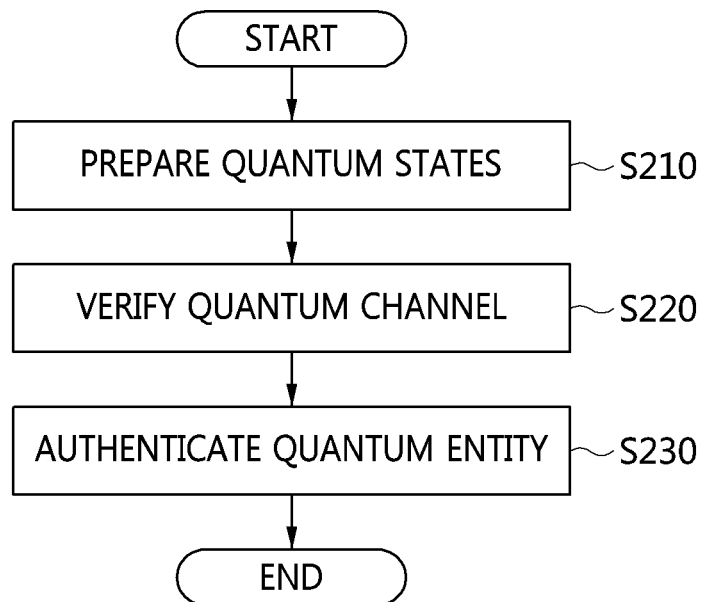 START
PREPARE QUANTUM STATES
S210
VERIFY QUANTUM CHANNEL
S220
AUTHENTICATE QUANTUM ENTITY
S230
END